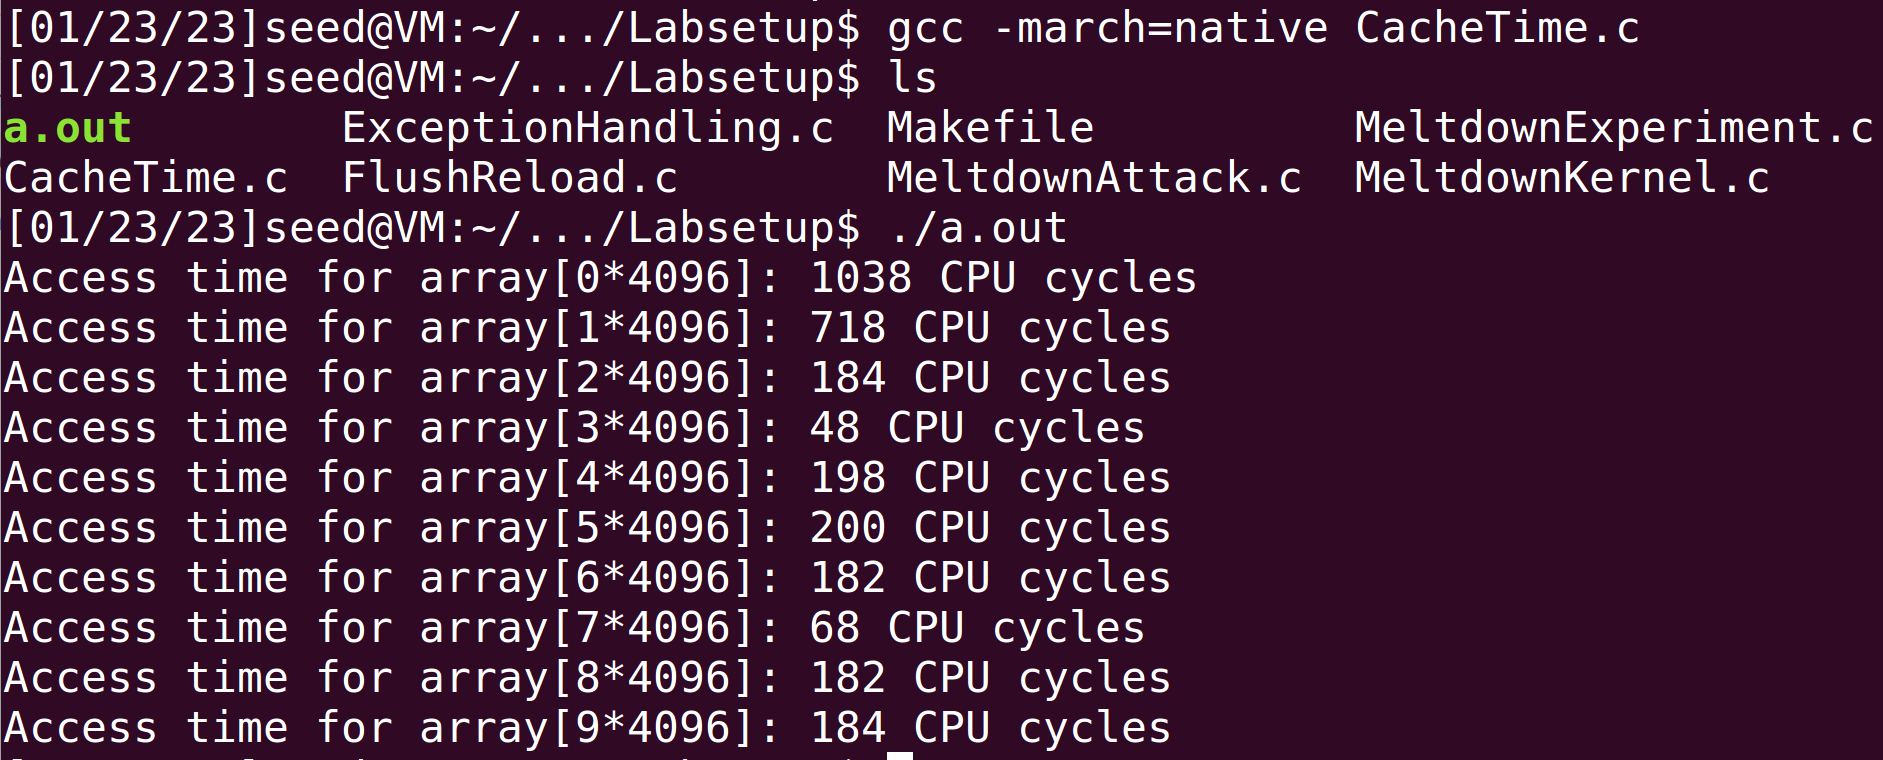 [01/23/23]seed@VM:~/.../Labsetup$ gcc -march=native CacheTime.c
[01/23/23]seed@VM:~/.../Labsetup$ ls
a.out        ExceptionHandling.c  Makefile          MeltdownExperiment.c
CacheTime.c  FlushReload.c        MeltdownAttack.c  MeltdownKernel.c
[01/23/23]seed@VM:~/.../Labsetup$ ./a.out
Access time for array[0*4096]: 1038 CPU cycles
Access time for array[1*4096]: 718 CPU cycles
Access time for array[2*4096]: 184 CPU cycles
Access time for array[3*4096]: 48 CPU cycles
Access time for array[4*4096]: 198 CPU cycles
Access time for array[5*4096]: 200 CPU cycles
Access time for array[6*4096]: 182 CPU cycles
Access time for array[7*4096]: 68 CPU cycles
Access time for array[8*4096]: 182 CPU cycles
Access time for array[9*4096]: 184 CPU cycles